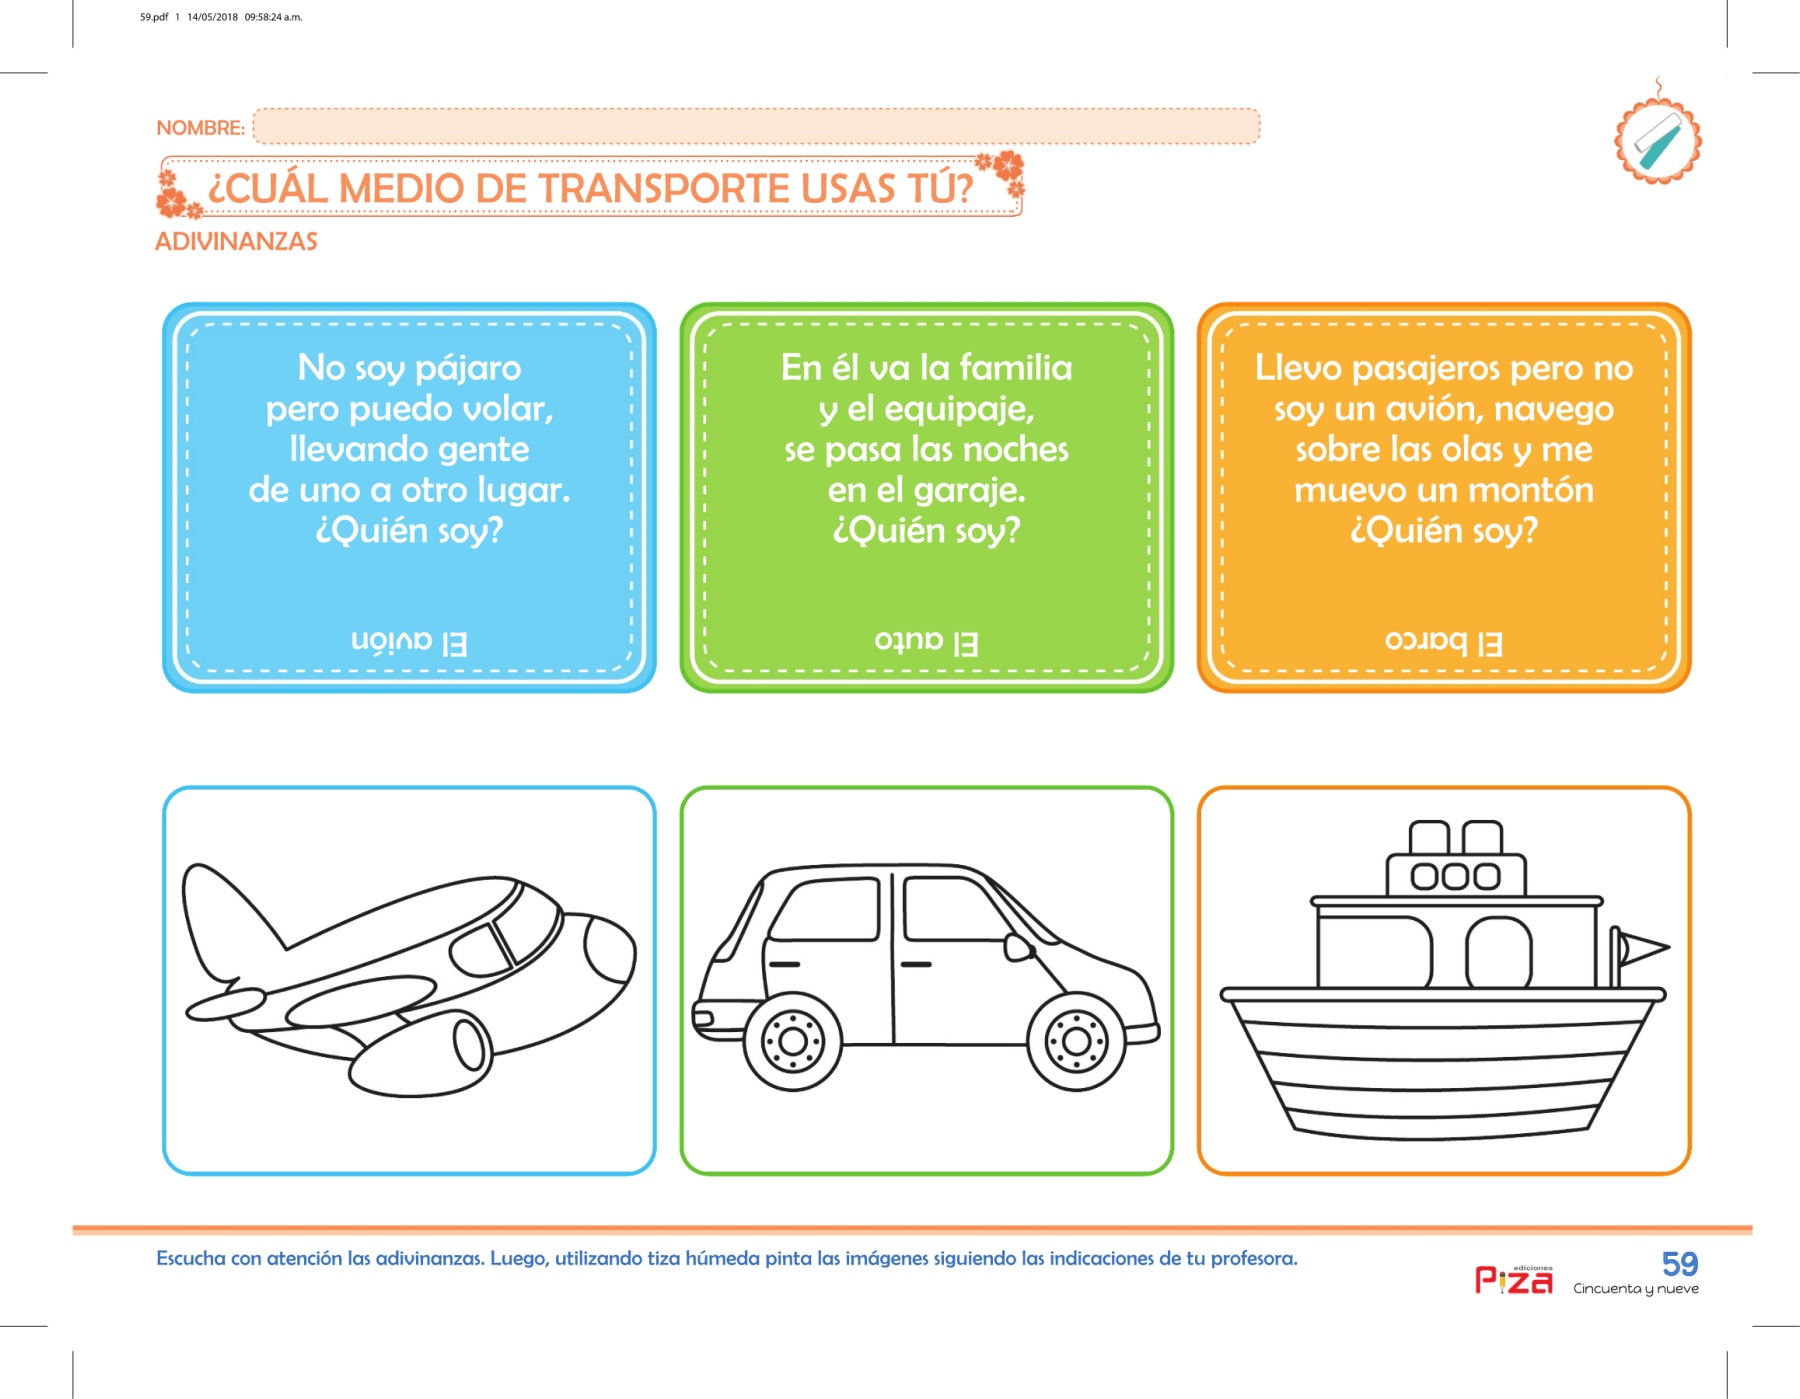 59.pdf 1 14/05/2018 09:58:24 a.m.
NOMBRE:
¿CUÁL MEDIO DE TRANSPORTE USAS TÚ?
ADIVINANZAS
No soy pájaro
pero puedo volar,
llevando gente
de uno a otro lugar.
¿Quién soy?
El avión
En él va la familia
y el equipaje,
se pasa las noches
en el garaje.
¿Quién soy?
El auto
Llevo pasajeros pero no
soy un avión, navego
sobre las olas y me
muevo un montón
¿Quién soy?
El barco
Escucha con atención las adivinanzas. Luego, utilizando tiza húmeda pinta las imágenes siguiendo las indicaciones de tu profesora.
ediciones
Piza
59
Cincuenta y nueve